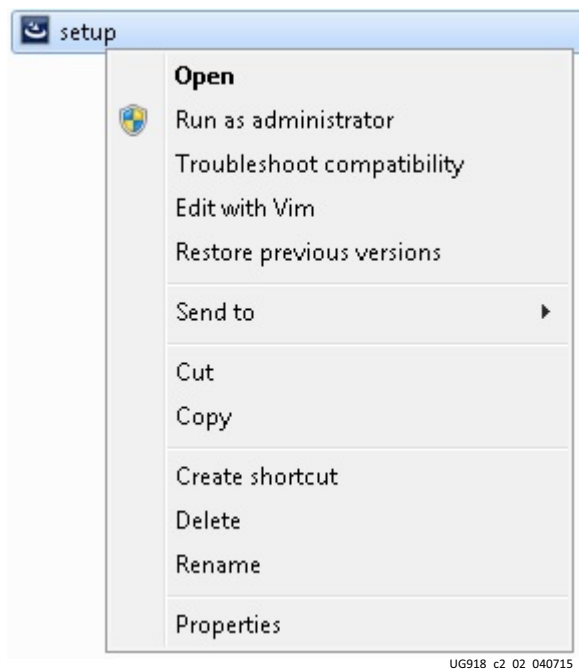 setup
Open
Run as administrator
Troubleshoot compatibility
Edit with Vim
Restore previous versions
Send to
Cut
Copy
Create shortcut
Delete
Rename
Properties
UG918_c2_02_040715